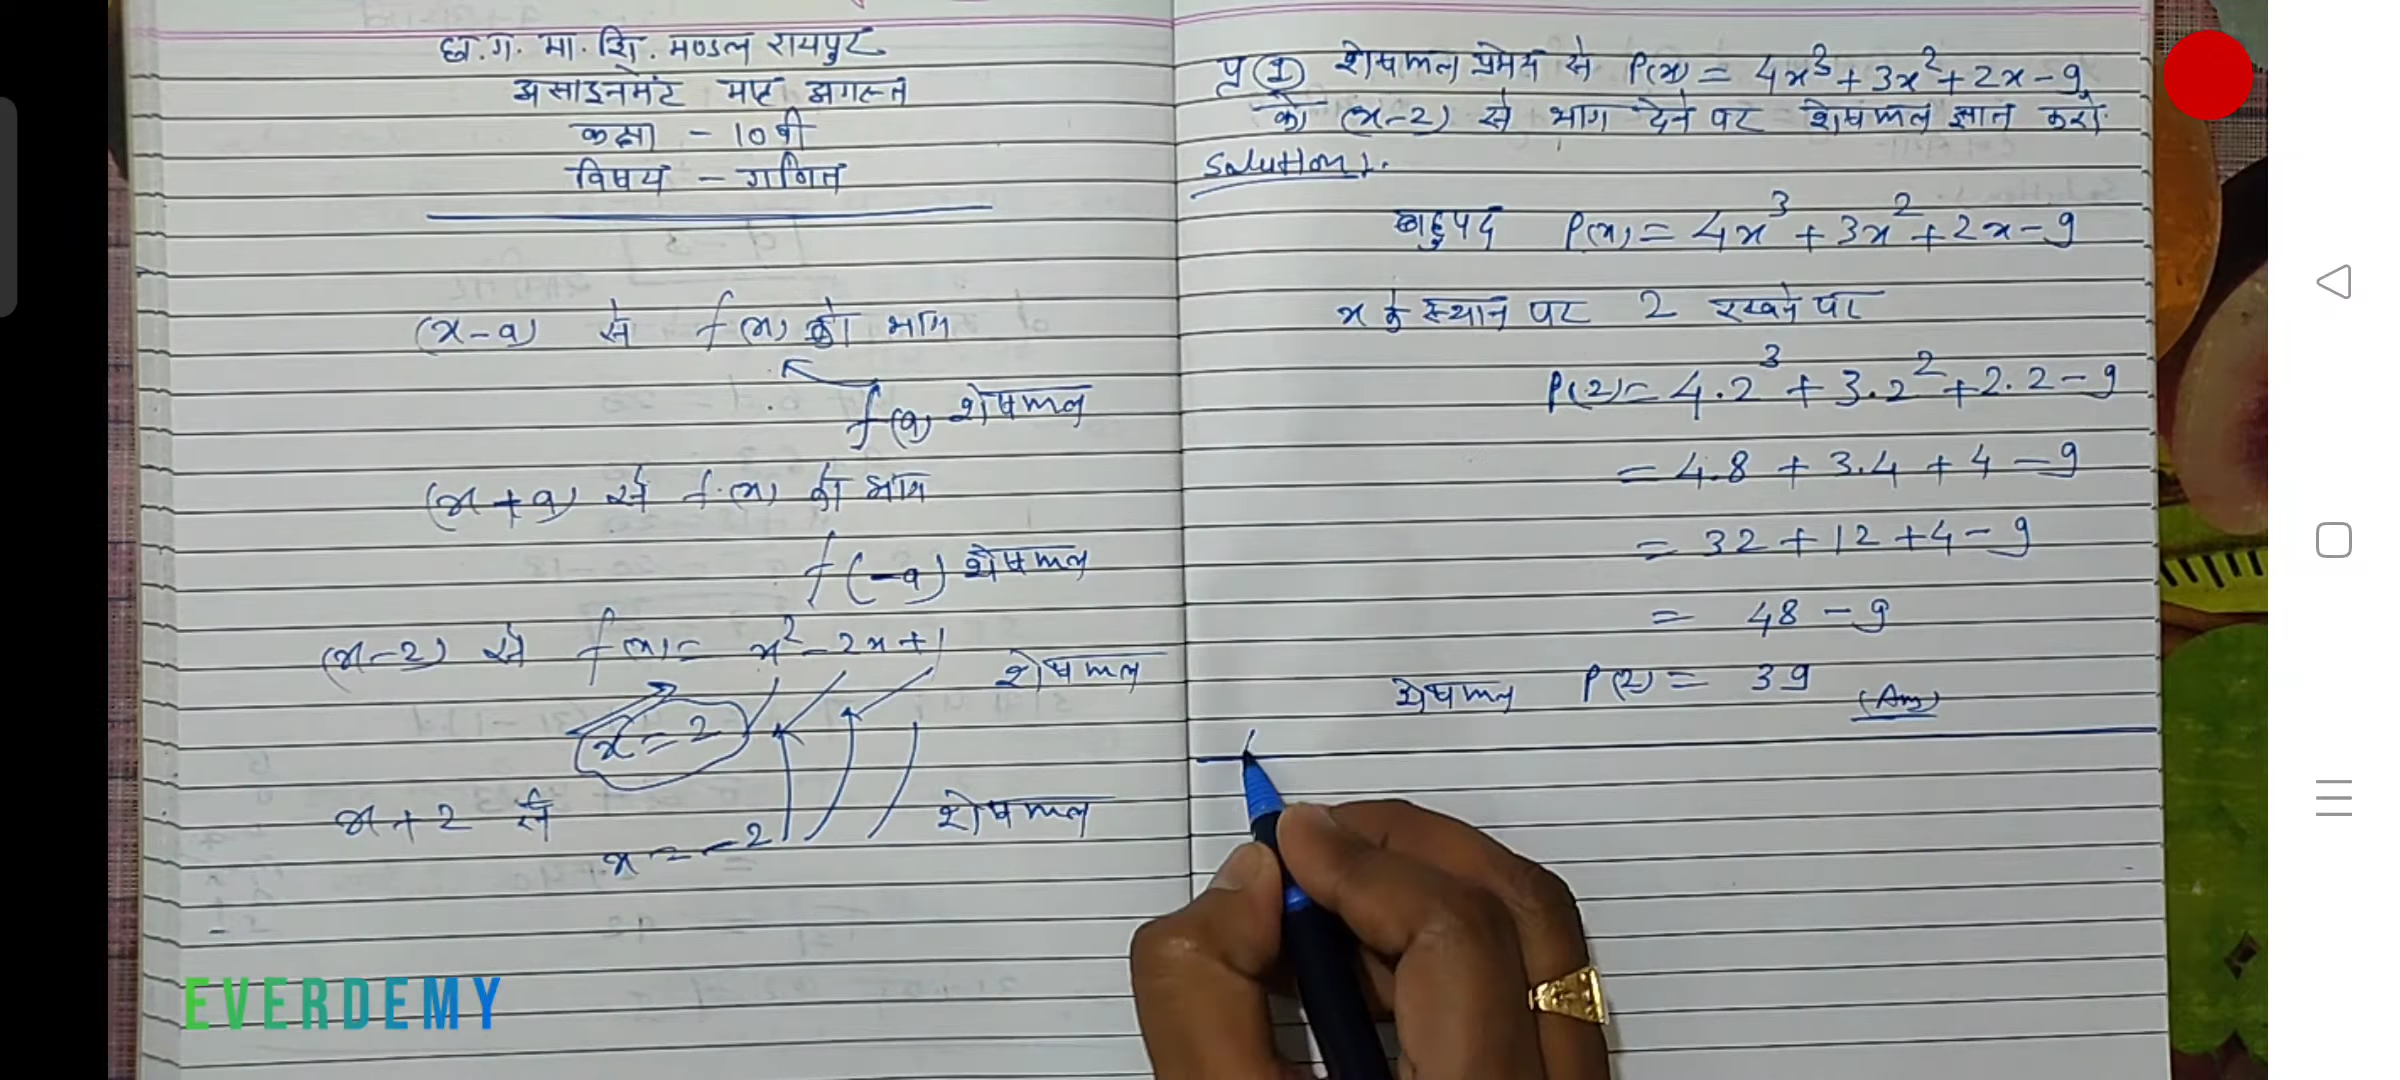 छ.ग. मा. शि. मण्डल रायपुर
असाइनमेंट माह अगस्त
कक्षा - 10वी
विषय - गणित
(x-a) से f(x) को भाग
f(a) शेषफल
(x+a) से f(x) को भाग
f(-a) शेषफल
(x-2) से f(x) = x² - 2x + 1
शेषफल
x = 2
x + 2 से
शेषफल
x = -2
EVERDEMY
प्र(1) शेषफल प्रमेय से P(x) = 4x³ + 3x² + 2x - 9,
को (x-2) से भाग देने पर शेषफल ज्ञात करो.
Solution:-
बहुपद P(x) = 4x³ + 3x² + 2x - 9
x के स्थान पर 2 रखने पर
P(2) = 4.2³ + 3.2² + 2.2 - 9
= 4.8 + 3.4 + 4 - 9
= 32 + 12 + 4 - 9
= 48 - 9
शेषफल P(2) = 39 (Ans)